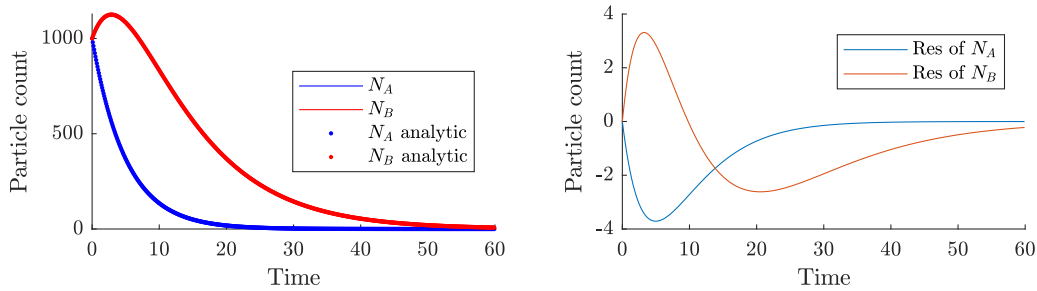 Particle count
1000
500
0
0 10 20 30 40 50 60
Time
N_A
N_B
N_A analytic
N_B analytic
Particle count
4
2
0
-2
-4
0 10 20 30 40 50 60
Time
Res of N_A
Res of N_B